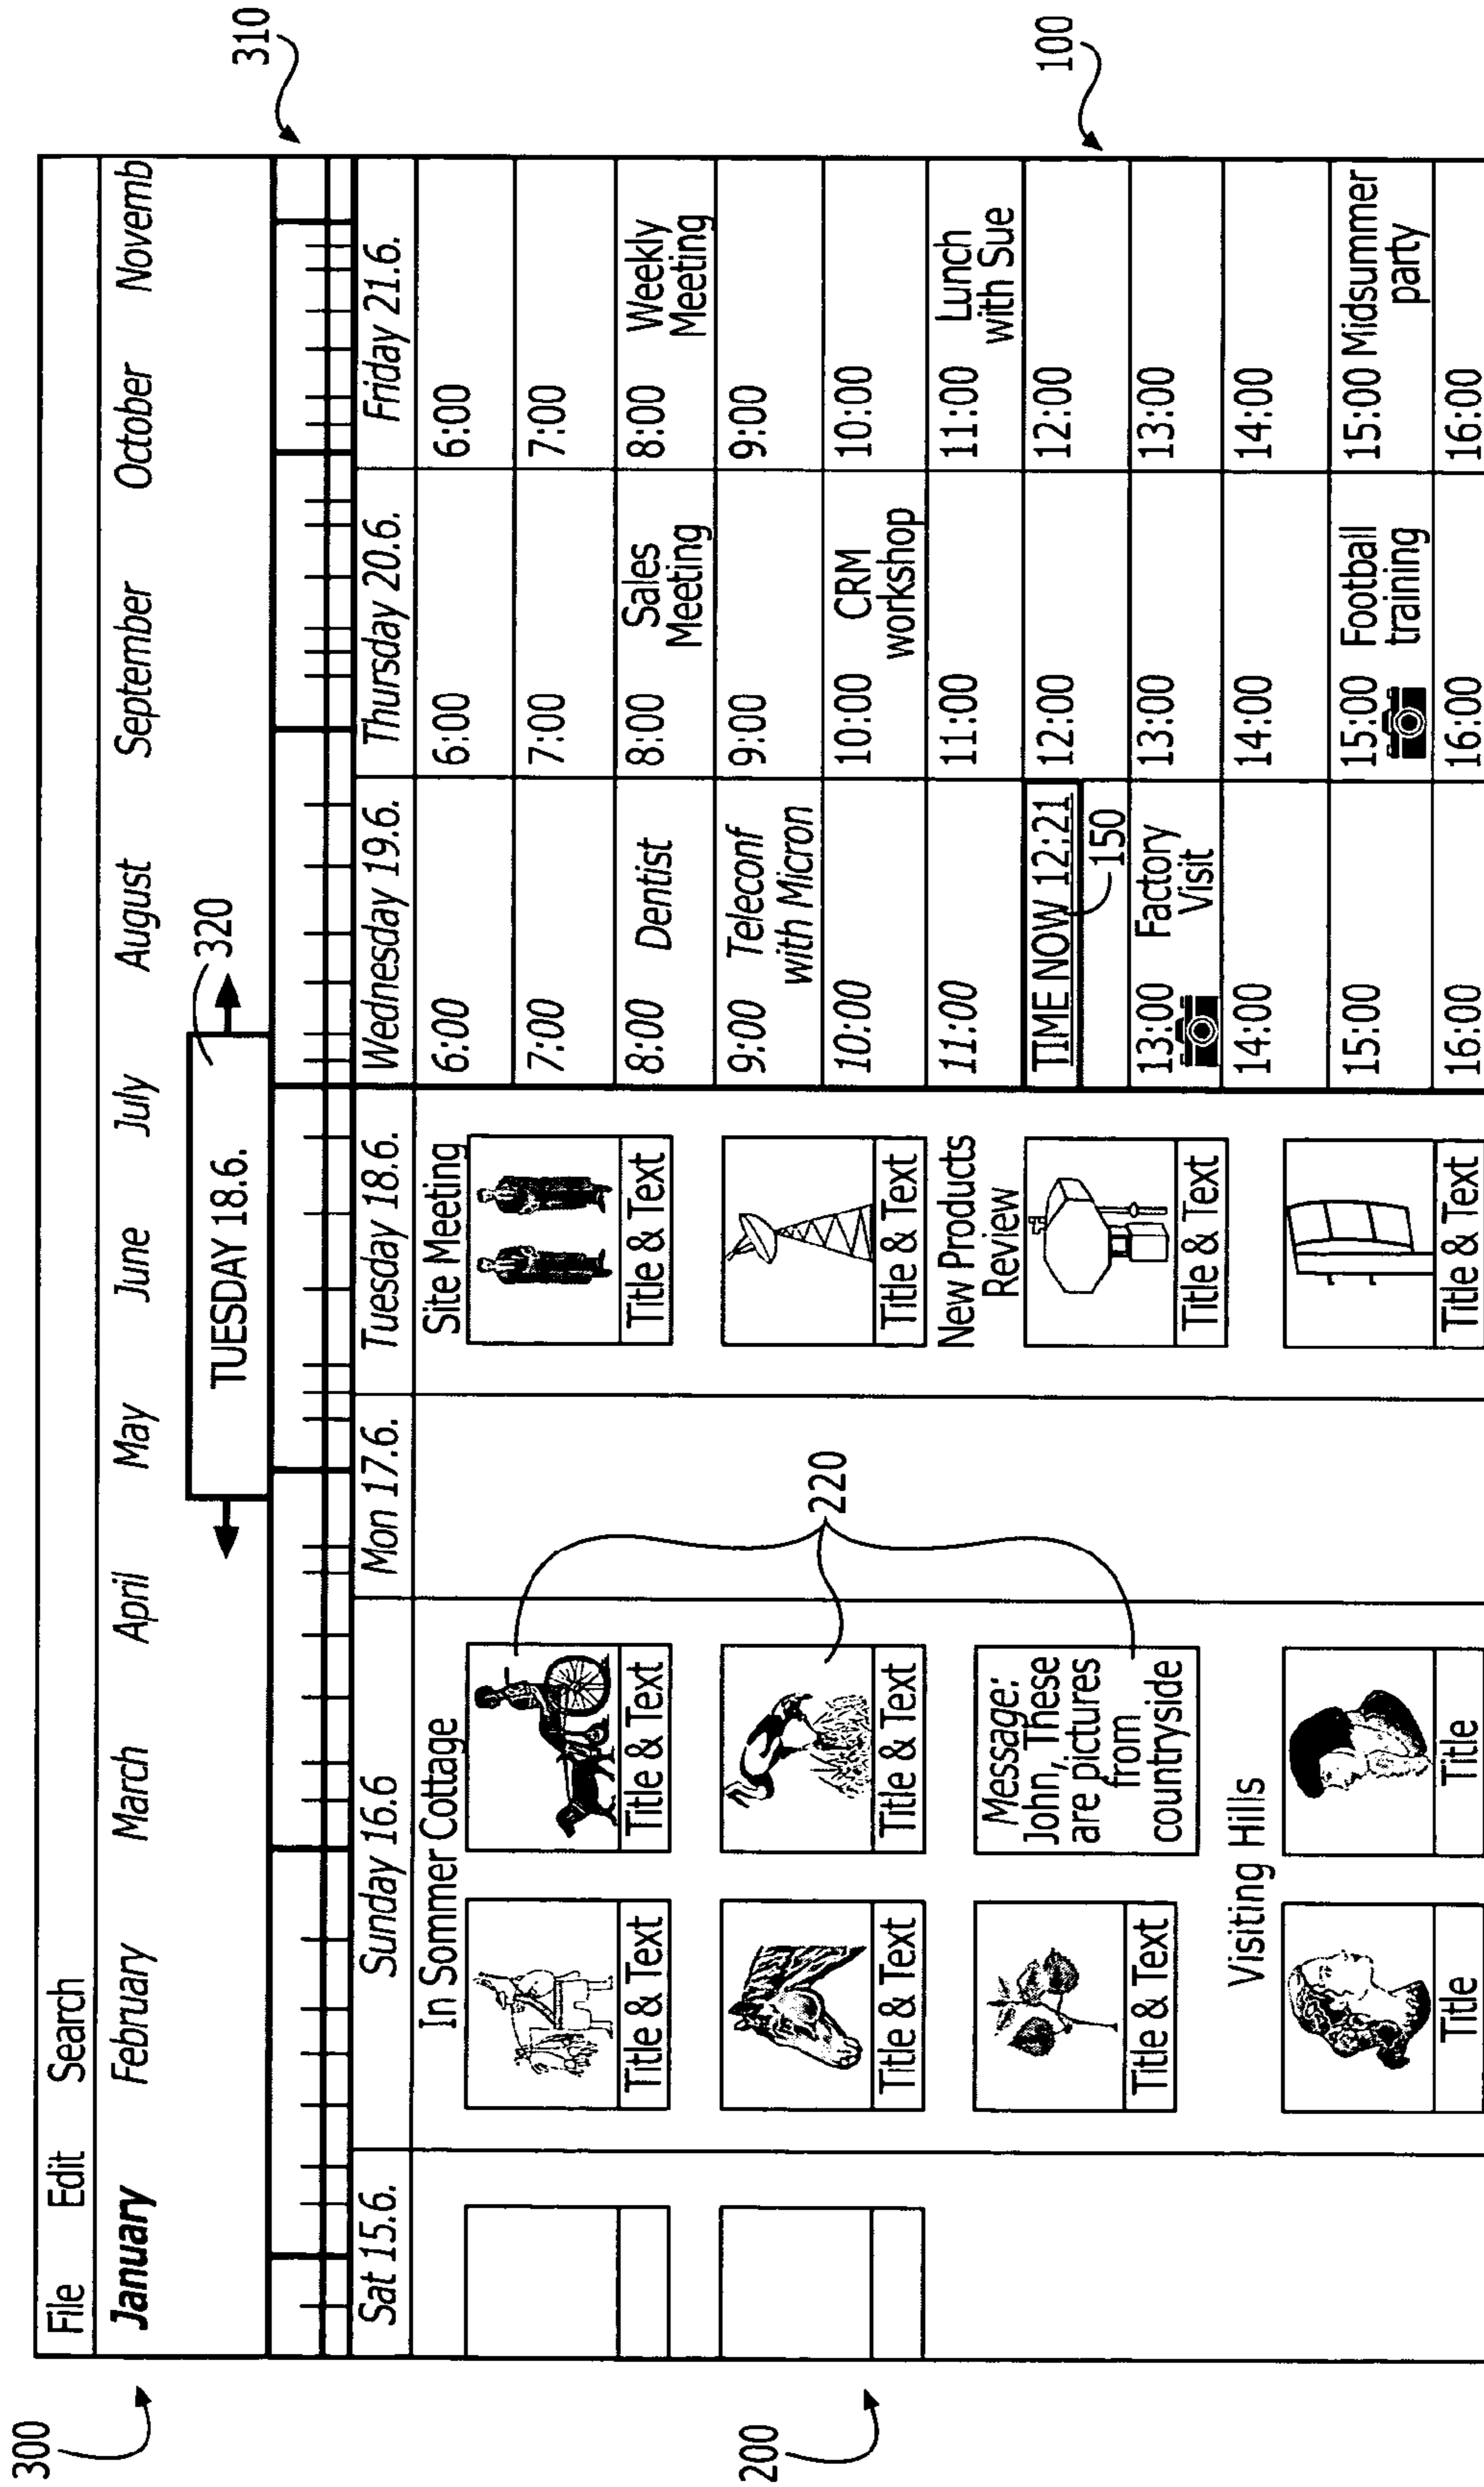 300
File Edit Search
January February March April May June July August September October Novemb
310
TUESDAY 18.6.
320
Sat 15.6.
Sunday 16.6
Mon 17.6.
Tuesday 18.6.
Wednesday 19.6.
Thursday 20.6.
Friday 21.6.
200
In Sommer Cottage
Title & Text
Title & Text
Title & Text
Title & Text
Title & Text
Message:
John, These
are pictures
from
countryside
220
Visiting Hills
Title
Title
Site Meeting
Title & Text
Title & Text
New Products
Review
Title & Text
Title & Text
6:00
7:00
8:00 Dentist
9:00 Teleconf
with Micron
10:00
11:00
TIME NOW 12:21
150
13:00 Factory
Visit
14:00
15:00
16:00
6:00
7:00
8:00 Sales
Meeting
9:00
10:00 CRM
workshop
11:00
12:00
13:00
14:00
15:00 Football
training
16:00
6:00
7:00
8:00 Weekly
Meeting
9:00
10:00
11:00 Lunch
with Sue
12:00
13:00
14:00
15:00 Midsummer
party
16:00
100